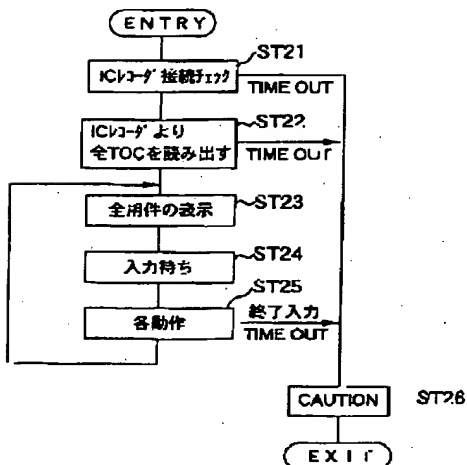 ENTRY
ST21
ICﾚｺｰﾀﾞ接続ﾁｪｯｸ
TIME OUT
ST22
ICﾚｺｰﾀﾞより
全TOCを読み出す
TIME OUT
ST23
全用件の表示
ST24
入力待ち
ST25
各動作
終了入力
TIME OUT
CAUTION
ST26
EXIT